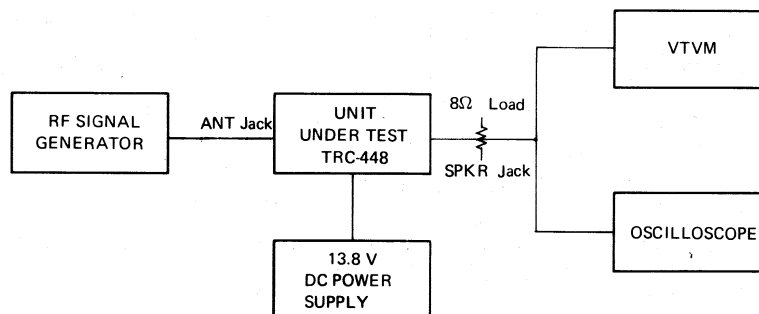 RF SIGNAL
GENERATOR
ANT Jack
UNIT
UNDER TEST
TRC-448
8Ω Load
SPKR Jack
VTVM
OSCILLOSCOPE
13.8 V
DC POWER
SUPPLY